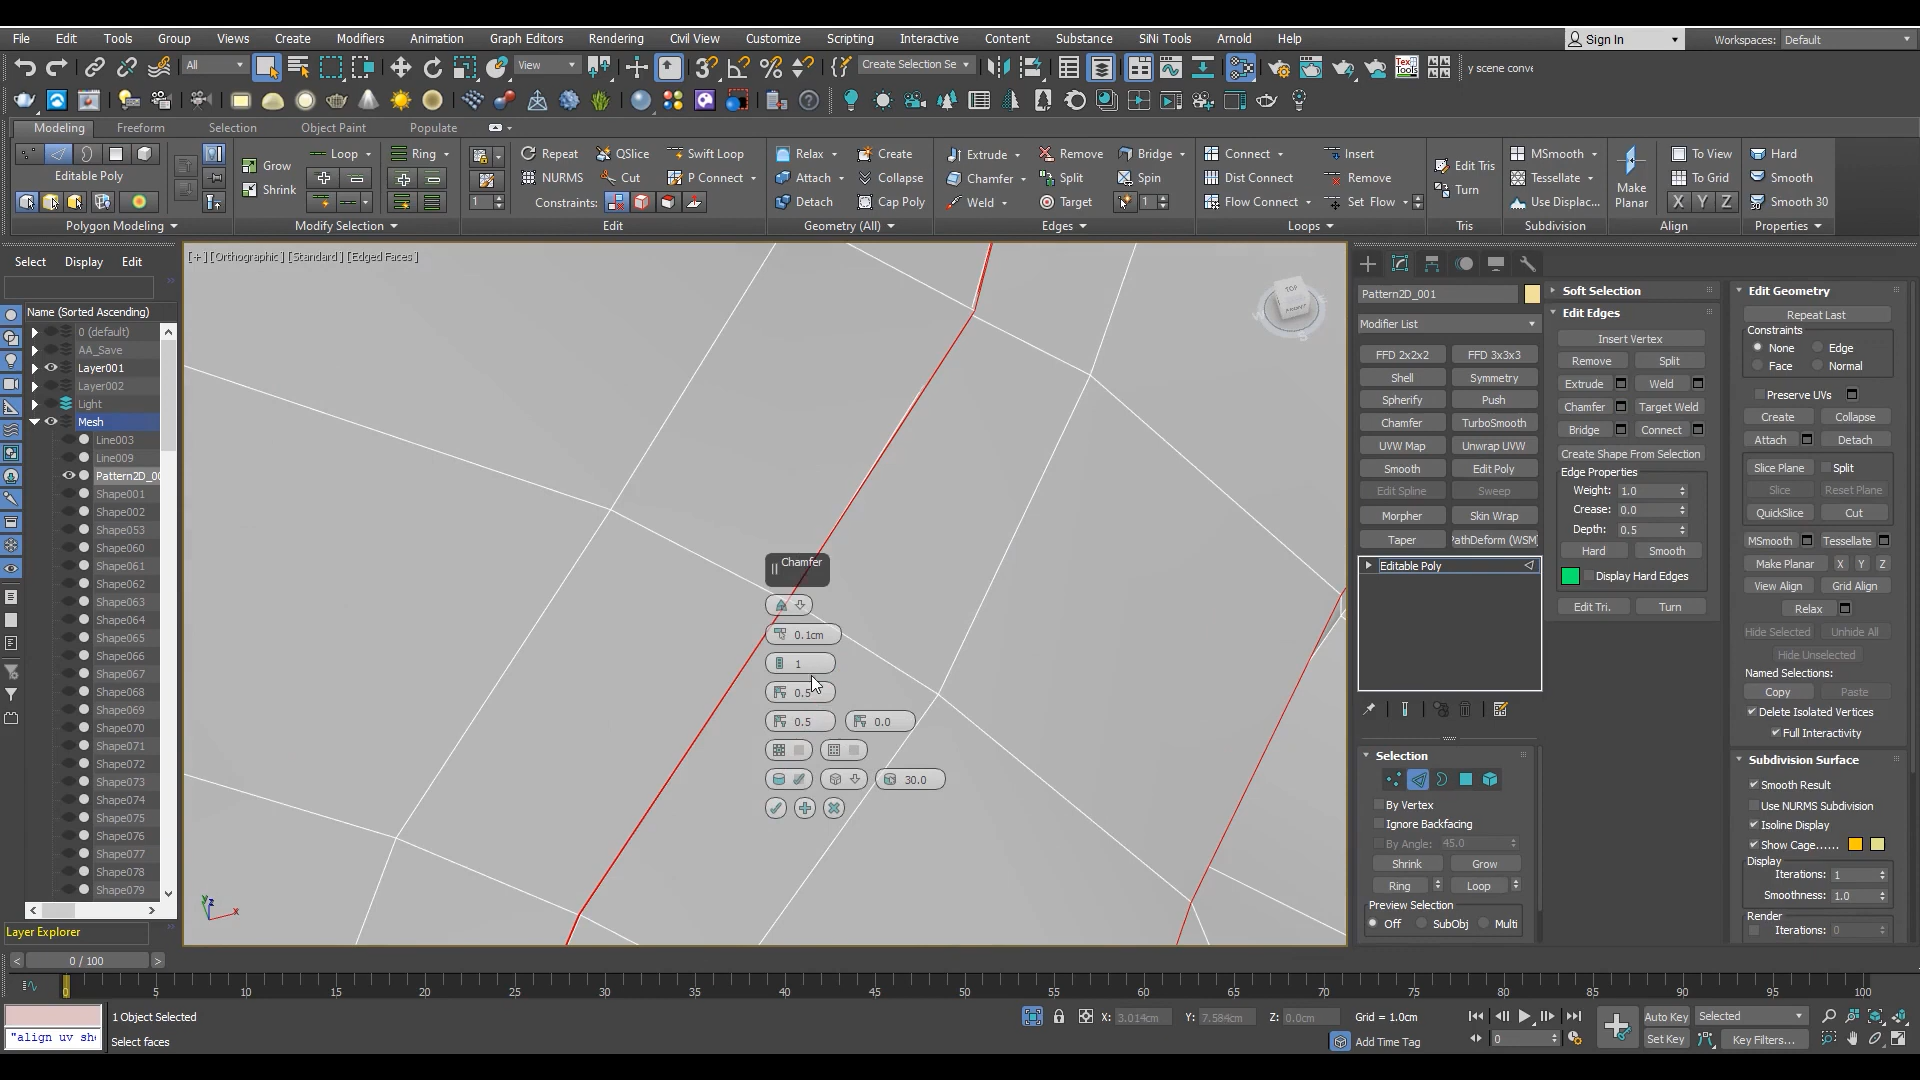 File Edit Tools Group Views Create Modifiers Animation Graph Editors Rendering Civil View Customize Scripting Interactive Content Substance SiNi Tools Arnold Help Sign In Workspaces: Default
All View Create Selection Se Tex Tools y scene conve
Modeling Freeform Selection Object Paint Populate
Grow Loop Ring Repeat QSlice Swift Loop Relax Create Extrude Remove Bridge Connect Insert Edit Tris MSmooth To View Hard
Editable Poly Shrink NURMS Cut P Connect Attach Collapse Chamfer Split Spin Dist Connect Remove Turn Tessellate Make Planar To Grid Smooth
1 Constraints: Detach Cap Poly Weld Target 1 Flow Connect Set Flow Use Displac... X Y Z Smooth 30
Polygon Modeling Modify Selection Edit Geometry (All) Edges Loops Tris Subdivision Align Properties
Select Display Edit
Name (Sorted Ascending)
0 (default)
AA_Save
Layer001
Layer002
Light
Mesh
Line003
Line009
Pattern2D_00
Shape001
Shape002
Shape053
Shape060
Shape061
Shape062
Shape063
Shape064
Shape065
Shape066
Shape067
Shape068
Shape069
Shape070
Shape071
Shape072
Shape073
Shape074
Shape075
Shape076
Shape077
Shape078
Shape079
Layer Explorer
[+] [Orthographic] [Standard] [Edged Faces]
TOP
FRONT
S
Chamfer
0.1cm
1
0.5
0.5 0.0
30.0
z
y
x
Pattern2D_001
Modifier List
FFD 2x2x2 FFD 3x3x3
Shell Symmetry
Spherify Push
Chamfer TurboSmooth
UVW Map Unwrap UVW
Smooth Edit Poly
Edit Spline Sweep
Morpher Skin Wrap
Taper PathDeform (WSM)
Editable Poly
Selection
By Vertex
Ignore Backfacing
By Angle: 45.0
Shrink Grow
Ring Loop
Preview Selection
Off SubObj Multi
Soft Selection
Edit Edges
Insert Vertex
Remove Split
Extrude Weld
Chamfer Target Weld
Bridge Connect
Create Shape From Selection
Edge Properties
Weight: 1.0
Crease: 0.0
Depth: 0.5
Hard Smooth
Display Hard Edges
Edit Tri. Turn
Edit Geometry
Repeat Last
Constraints
None Edge
Face Normal
Preserve UVs
Create Collapse
Attach Detach
Slice Plane Split
Slice Reset Plane
QuickSlice Cut
MSmooth Tessellate
Make Planar X Y Z
View Align Grid Align
Relax
Hide Selected Unhide All
Hide Unselected
Named Selections:
Copy Paste
Delete Isolated Vertices
Full Interactivity
Subdivision Surface
Smooth Result
Use NURMS Subdivision
Isoline Display
Show Cage......
Display
Iterations: 1
Smoothness: 1.0
Render
Iterations: 0
< 0 / 100 >
0 5 10 15 20 25 30 35 40 45 50 55 60 65 70 75 80 85 90 95 100
1 Object Selected X: 3.014cm Y: 7.584cm Z: 0.0cm Grid = 1.0cm Auto Key Selected
"align uv she Select faces Add Time Tag 0 Set Key Key Filters...